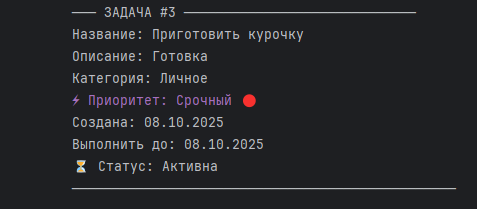 ─── ЗАДАЧА #3 ─────────────────────────────
Название: Приготовить курочку
Описание: Готовка
Категория: Личное
⚡ Приоритет: Срочный 🔴
Создана: 08.10.2025
Выполнить до: 08.10.2025
⏳ Статус: Активна
────────────────────────────────────────────────